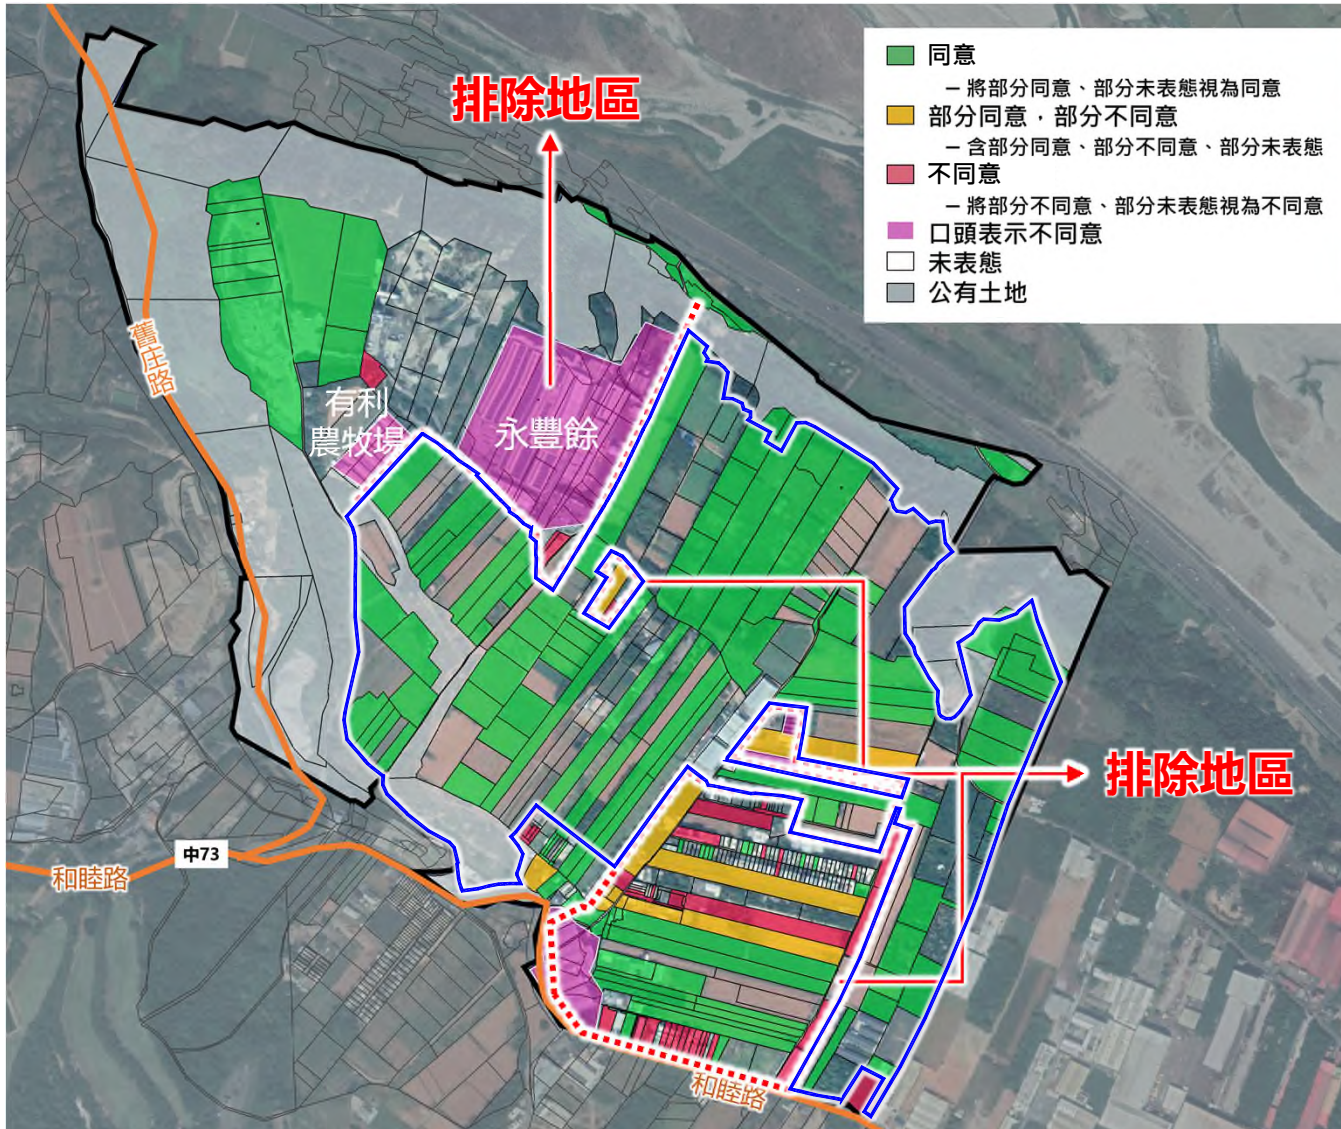 排除地區
同意
– 將部分同意、部分未表態視為同意
部分同意，部分不同意
– 含部分同意、部分不同意、部分未表態
不同意
– 將部分不同意、部分未表態視為不同意
口頭表示不同意
未表態
公有土地
舊庄路
有利
農牧場
永豐餘
排除地區
中73
和睦路
和睦路